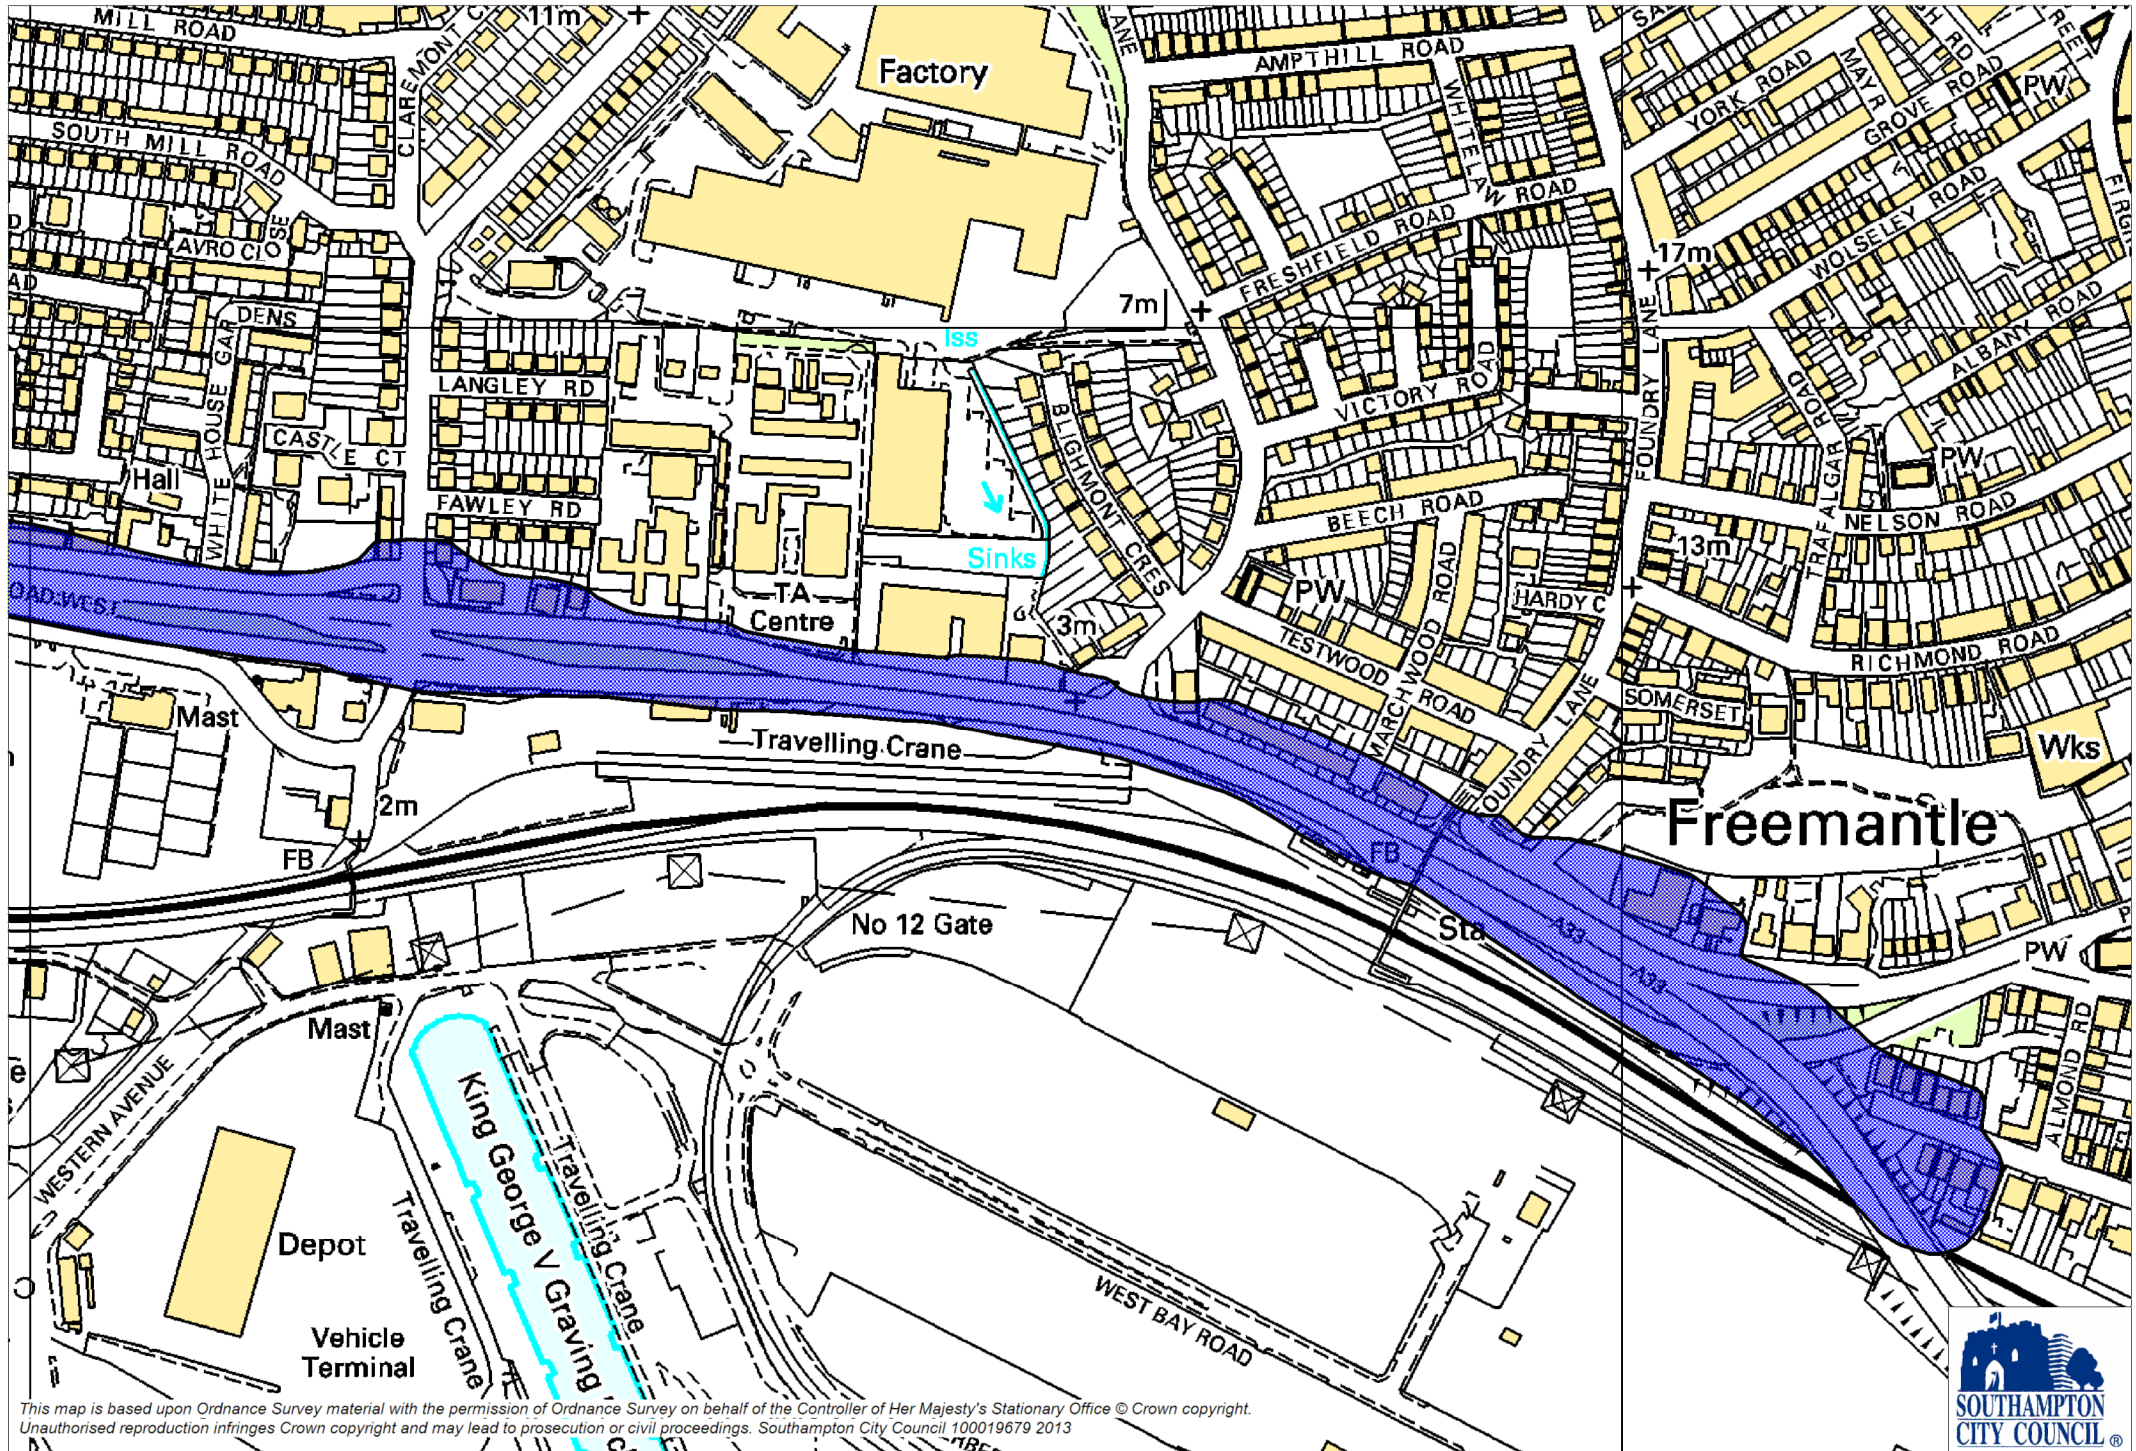 MILL ROAD
CLAREMONT
11m
LANE
AMPTHILL ROAD
Factory
YORK ROAD
GROVE ROAD
PW
SOUTH MILL ROAD
WHITELAW ROAD
AVRO CLOSE
FRESHFIELD ROAD
WOLSELEY ROAD
17m
7m
WHITE HOUSE GARDENS
Iss
ALBANY ROAD
LANGLEY RD
VICTORY ROAD
FOUNDRY LANE
TRAFALGAR ROAD
BLIGHMONT CRES
CASTLE CT
Hall
FAWLEY RD
PW
BEECH ROAD
NELSON ROAD
Sinks
13m
OAD WEST
TA
Centre
PW
HARDY C
3m
TESTWOOD ROAD
MARCHWOOD ROAD
RICHMOND ROAD
FOUNDRY LANE
SOMERSET
Mast
Travelling Crane
Wks
2m
Freemantle
FB
FB
No 12 Gate
Sta
A33
A33
PW
Mast
e
WESTERN AVENUE
ALMOND RD
King George V Graving
Travelling Crane
Travelling Crane
Depot
WEST BAY ROAD
Vehicle
Terminal
This map is based upon Ordnance Survey material with the permission of Ordnance Survey on behalf of the Controller of Her Majesty's Stationary Office © Crown copyright.
Unauthorised reproduction infringes Crown copyright and may lead to prosecution or civil proceedings. Southampton City Council 100019679 2013
SOUTHAMPTON
CITY COUNCIL ®